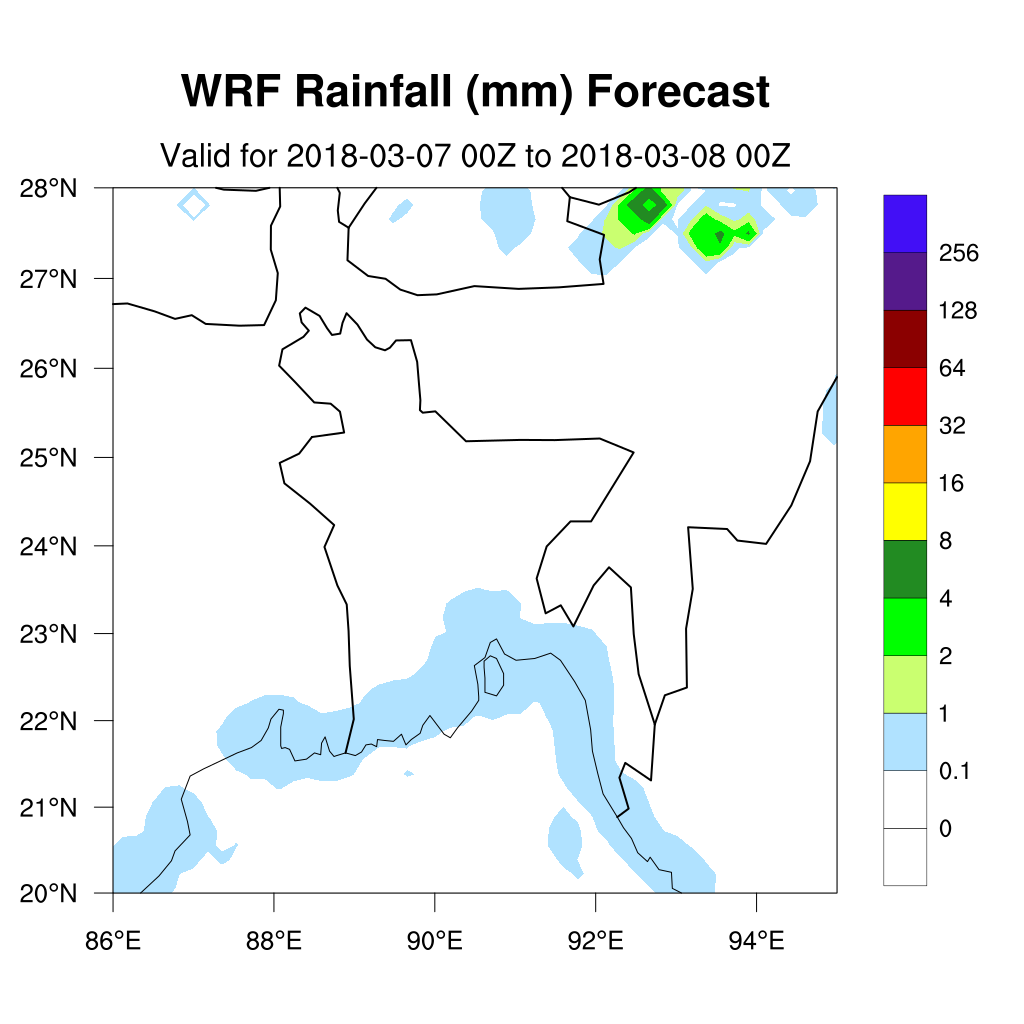 WRF Rainfall (mm) Forecast
Valid for 2018-03-07 00Z to 2018-03-08 00Z
28°N
27°N
26°N
25°N
24°N
23°N
22°N
21°N
20°N
86°E 88°E 90°E 92°E 94°E
256
128
64
32
16
8
4
2
1
0.1
0